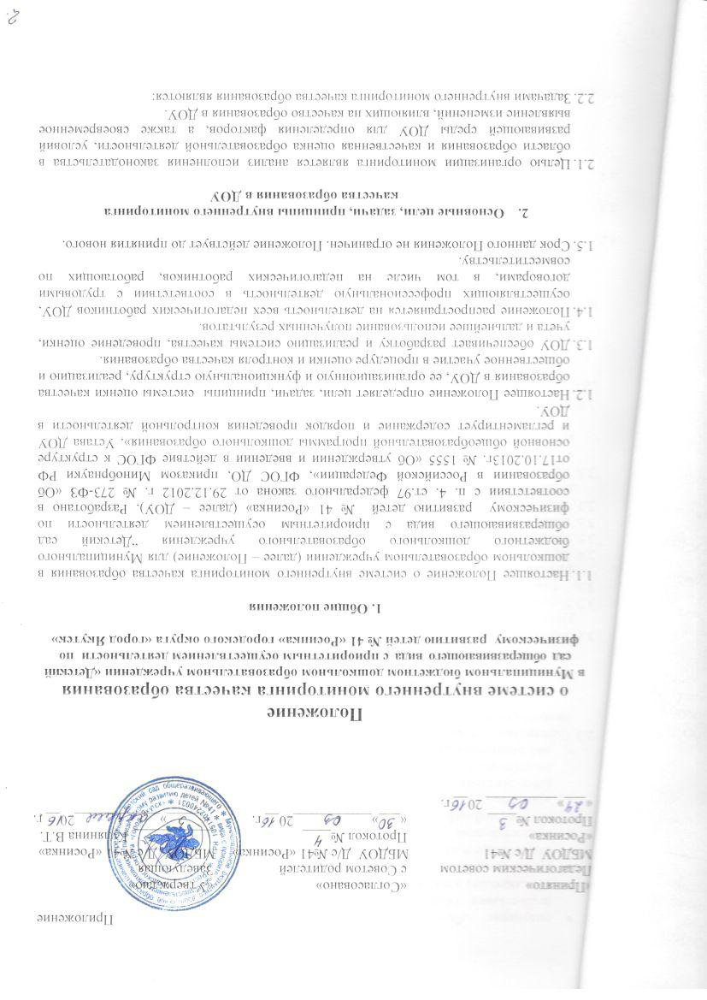 Приложение
«Принято»
Педагогическим советом
МБДОУ Д/с №41
«Росинка»
Протокол № 3
«29» 03 2016г
«Согласовано»
с Советом родителей
МБДОУ Д/с №41 «Росинка»
Протокол № 4
«30» 03 2016 г.
«Утверждаю»
Заведующая
МБДОУ Д/с №41 «Росинка»
В.Т.
2016 г.
Положение
о системе внутреннего мониторинга качества образования
в Муниципальном бюджетном дошкольном образовательном учреждении «Детский
сад общеразвивающего вида с приоритетным осуществлением деятельности по
физическому развитию детей № 41 «Росинка» городского округа «город Якутск»
1. Общие положения
1.1. Настоящее Положение о системе внутреннего мониторинга качества образования в
дошкольном образовательном учреждении (далее – Положение) для Муниципального
бюджетного дошкольного образовательного учреждения "Детский сад
общеразвивающего вида с приоритетным осуществлением деятельности по
физическому развитию детей № 41 «Росинка» (далее – ДОУ). Разработано в
соответствии с п. 4. ст.97 федерального закона от 29.12.2012 г. № 273-ФЗ «Об
образовании в Российской Федерации», ФГОС ДО, приказом Минобрнауки РФ
от17.10.2013г. № 1555 «Об утверждении и введении в действие ФГОС к структуре
основной общеобразовательной программы дошкольного образования», Устава ДОУ
и регламентирует содержание и порядок проведения контрольной деятельности в
ДОУ.
1.2. Настоящее Положение определяет цели, задачи, принципы системы оценки качества
образования в ДОУ, ее организационную и функциональную структуру, реализацию и
общественное участие в процедуре оценки и контроля качества образования.
1.3. ДОУ обеспечивает разработку и реализацию системы качества, проведение оценки,
учета и дальнейшее использование полученных результатов.
1.4. Положение распространяется на деятельность всех педагогических работников ДОУ,
осуществляющих профессиональную деятельность в соответствии с трудовыми
договорами, в том числе на педагогических работников, работающих по
совместительству.
1.5. Срок данного Положения не ограничен. Положение действует до принятия нового.
2. Основные цели, задачи, принципы внутреннего мониторинга
качества образования в ДОУ
2.1. Целью организации мониторинга является анализ исполнения законодательства в
области образования и качественная оценка образовательной деятельности, условий
развивающей среды ДОУ для определения факторов, а также своевременное
выявление изменений, влияющих на качество образования в ДОУ.
2.2. Задачами внутреннего мониторинга качества образования являются:
2